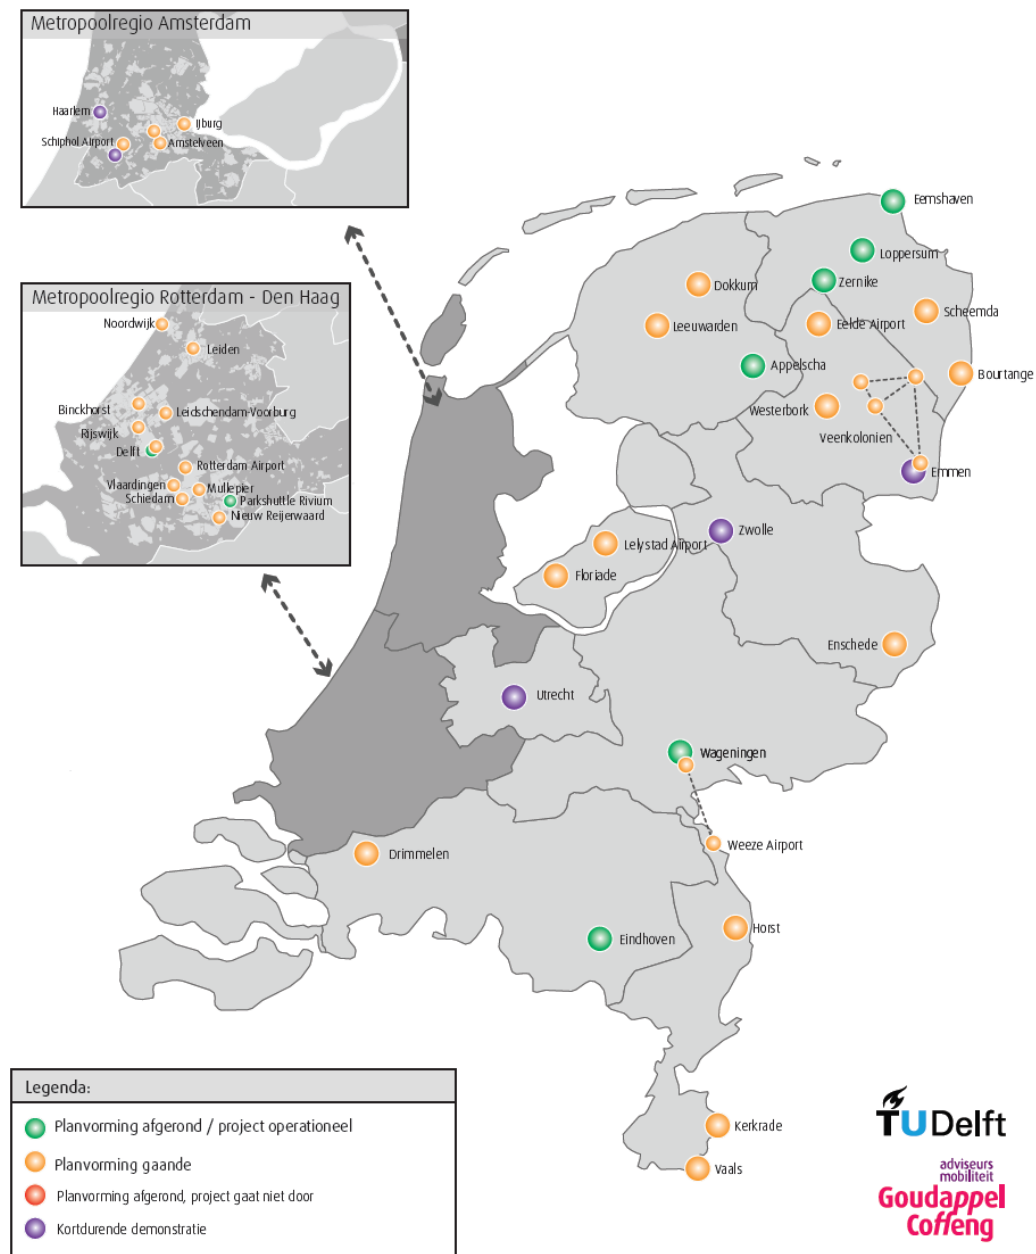 Metropoolregio Amsterdam
Haarlem
IJburg
Schiphol Airport
Amstelveen
Metropoolregio Rotterdam - Den Haag
Noordwijk
Leiden
Binckhorst
Leidschendam-Voorburg
Rijswijk
Delft
Rotterdam Airport
Vlaardingen
Mullepier
Schiedam
Parkshuttle Rivium
Nieuw Reijerwaard
Eemshaven
Loppersum
Zernike
Dokkum
Scheemda
Leeuwarden
Eelde Airport
Appelscha
Bourtange
Westerbork
Veenkolonien
Emmen
Zwolle
Lelystad Airport
Floriade
Enschede
Utrecht
Wageningen
Weeze Airport
Drimmelen
Horst
Eindhoven
Kerkrade
Vaals
Legenda:
Planvorming afgerond / project operationeel
Planvorming gaande
Planvorming afgerond, project gaat niet door
Kortdurende demonstratie
TUDelft
adviseurs
mobiliteit
Goudappel
Coffeng